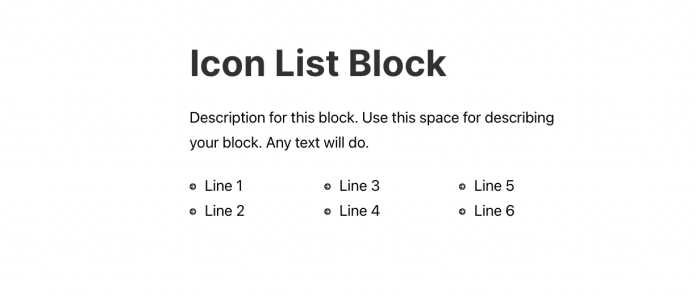 Icon List Block
Description for this block. Use this space for describing
your block. Any text will do.
Line 1
Line 2
Line 3
Line 4
Line 5
Line 6